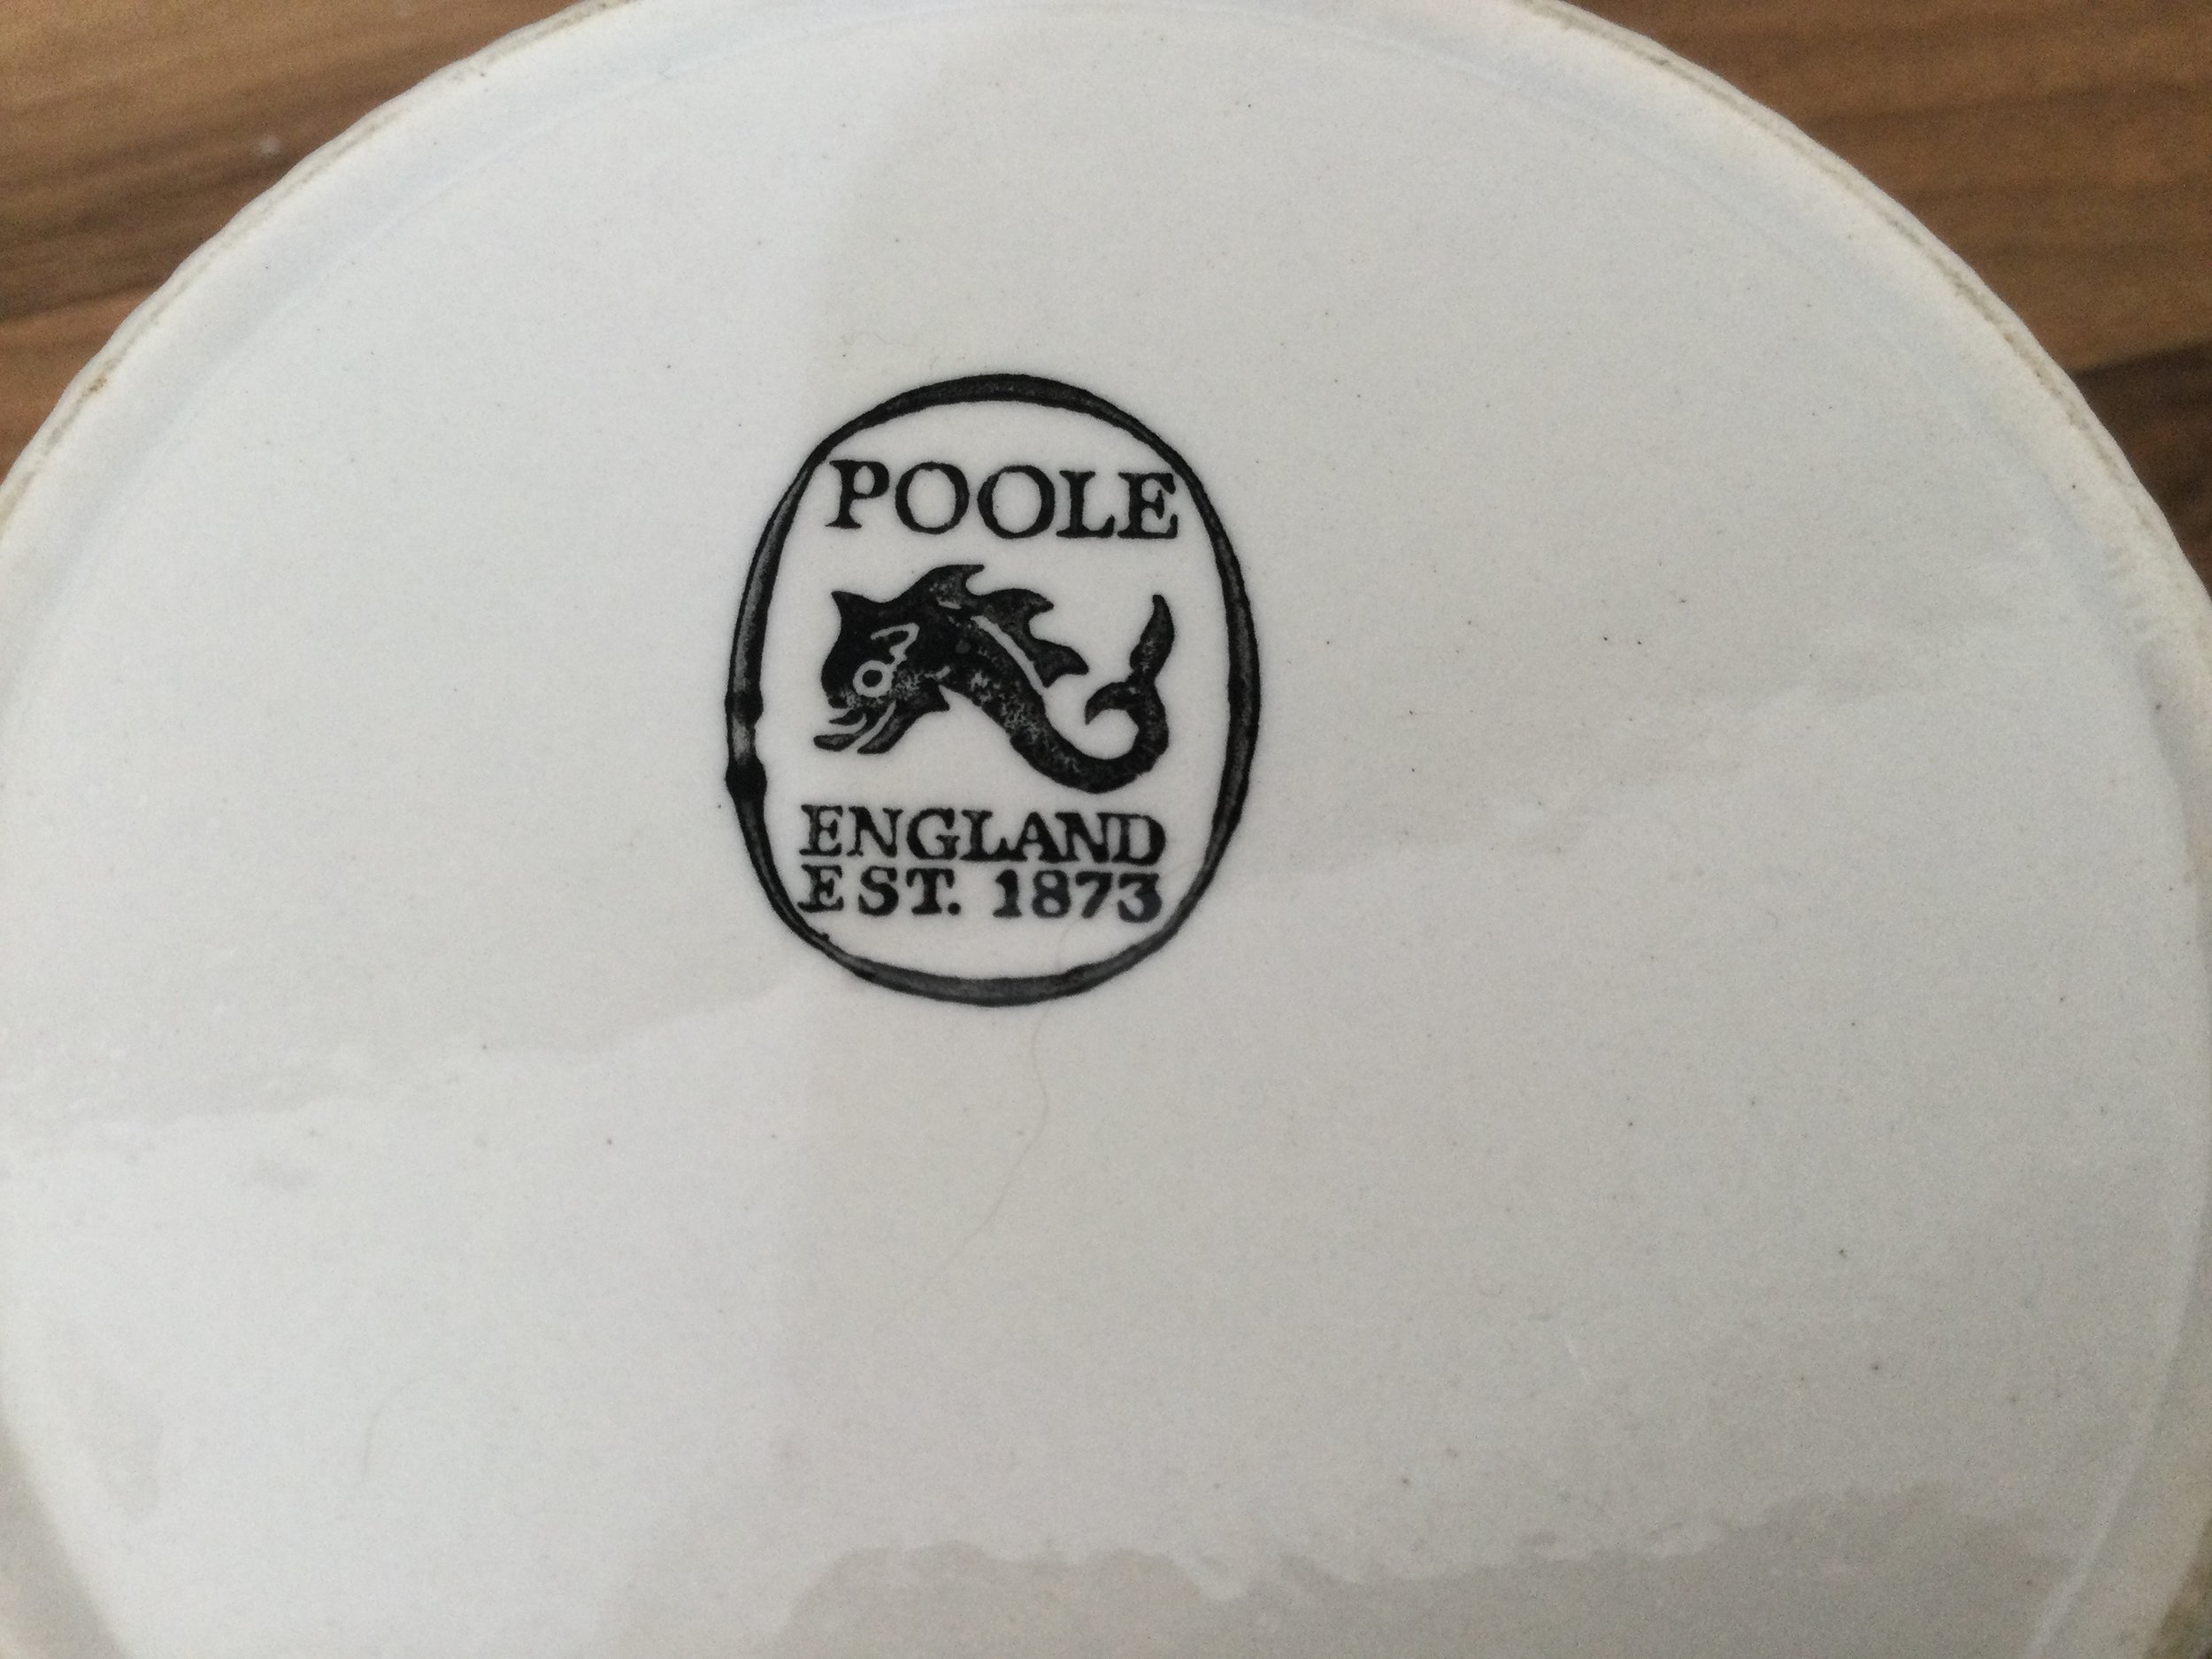 POOLE
ENGLAND
EST. 1873